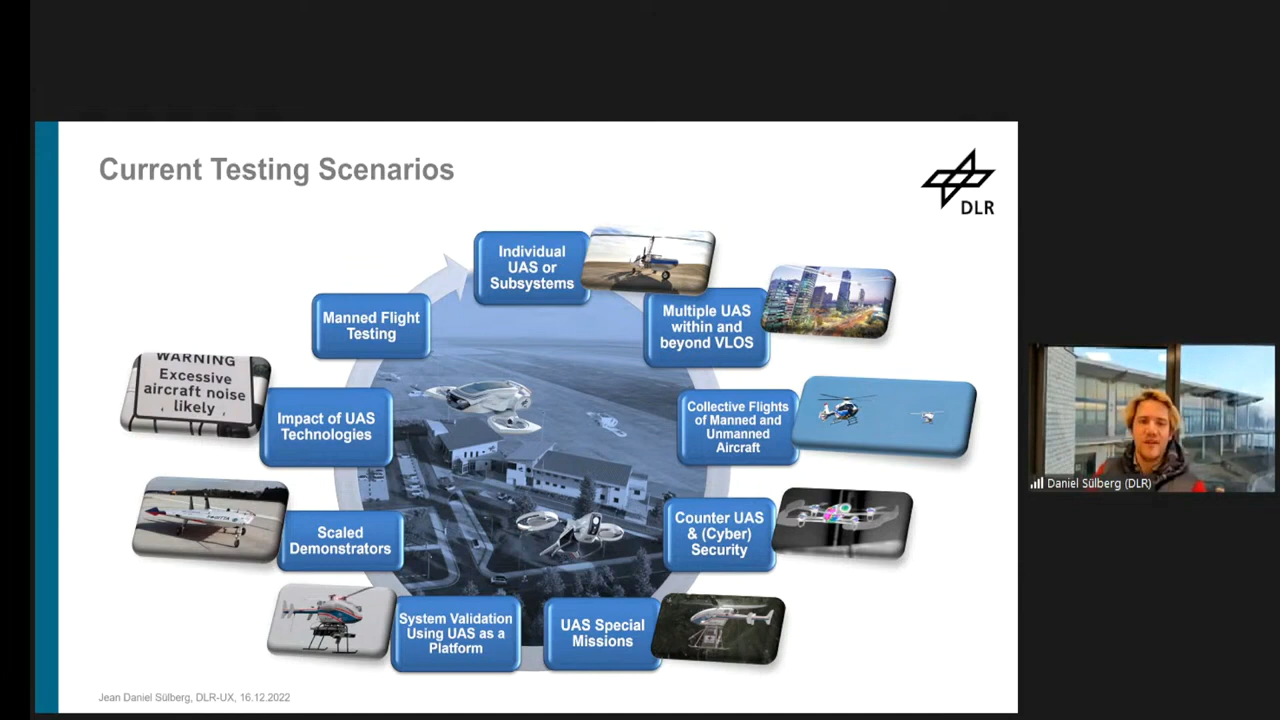 Current Testing Scenarios
DLR
Individual
UAS or
Subsystems
Multiple UAS
within and
beyond VLOS
Collective Flights
of Manned and
Unmanned
Aircraft
Counter UAS
& (Cyber)
Security
UAS Special
Missions
System Validation
Using UAS as a
Platform
Scaled
Demonstrators
Impact of UAS
Technologies
WARNING
Excessive
aircraft noise
likely
Manned Flight
Testing
Jean Daniel Sülberg, DLR-UX, 16.12.2022
Daniel Sülberg (DLR)